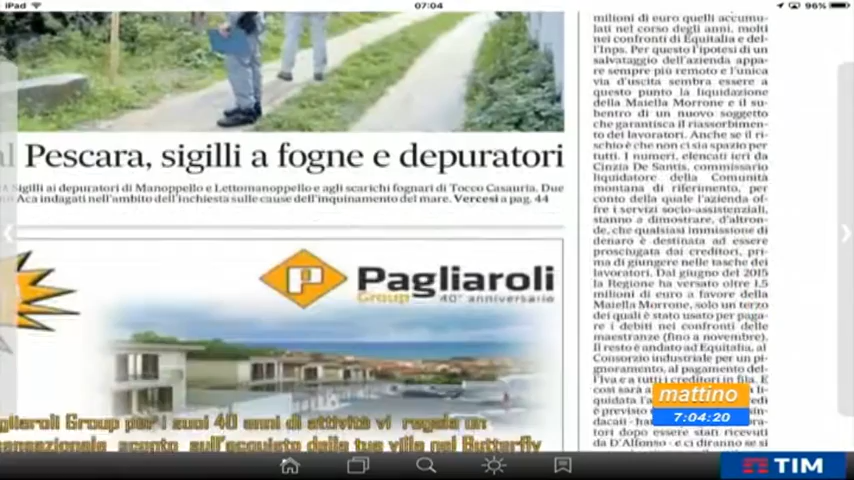 iPad
07:04
96%
al Pescara, sigilli a fogne e depuratori
Sigilli ai depuratori di Manoppello e Lettomanoppello e agli scarichi fognari di Tocco Casauria. Due
Aca indagati nell'ambito dell'inchiesta sulle cause dell'inquinamento del mare. Vercesi a pag. 44
P
Pagliaroli
Group 40° anniversario
gliaroli Group per i suoi 40 anni di attività vi regala un
ensazionale sconto sull'acquisto della tua villa nel Butterfly
milioni di euro quelli accumu-
lati nel corso degli anni, molti
nei confronti di Equitalia e del-
l'Inps. Per questo l'ipotesi di un
salvataggio dell'azienda appa-
re sempre più remoto e l'unica
via d'uscita sembra essere a
questo punto la liquidazione
della Maiella Morrone e il su-
bentro di un nuovo soggetto
che garantisca il riassorbimen-
to dei lavoratori. Anche se il ri-
schio è che non ci sia spazio per
tutti. I numeri, elencati ieri da
Cinzia De Santis, commissario
liquidatore della Comunità
montana di riferimento, per
conto della quale l'azienda of-
fre i servizi socio-assistenziali,
stanno a dimostrare, d'altron-
de, che qualsiasi immissione di
denaro è destinata ad essere
prosciugata dai creditori, pri-
ma di giungere nelle tasche dei
lavoratori. Dal giugno del 2015
la Regione ha versato oltre 1,5
milioni di euro a favore della
Maiella Morrone, solo un terzo
dei quali è stato usato per paga-
re i debiti nei confronti delle
maestranze (fino a novembre).
Il resto è andato ad Equitalia, al
Consorzio industriale per un pi-
gnoramento, al pagamento del-
l'Iva e a tutti i creditori in fila. E
così sarà
quidata l'a
è previsto
dacati - han
tori dopo essere stati ricevuti
da D'Alfonso - e ci diranno se si
mattino
7:04:20
TIM